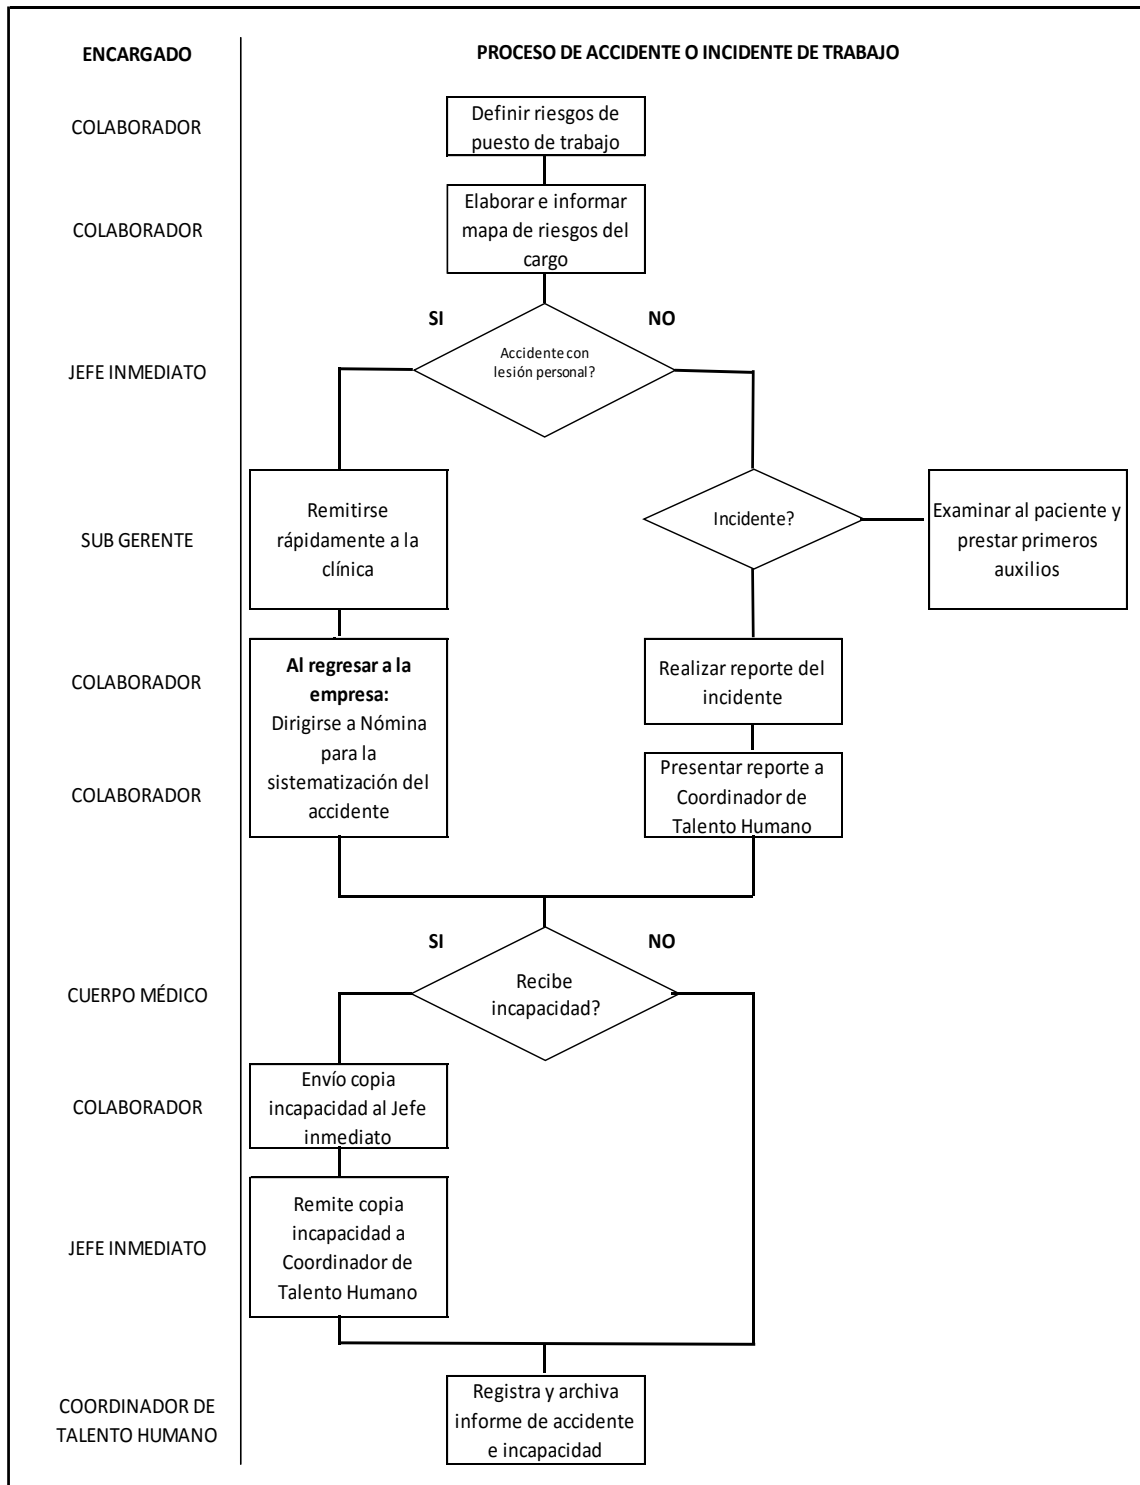 ENCARGADO
PROCESO DE ACCIDENTE O INCIDENTE DE TRABAJO
COLABORADOR
Definir riesgos de
puesto de trabajo
COLABORADOR
Elaborar e informar
mapa de riesgos del
cargo
SI
NO
JEFE INMEDIATO
Accidente con
lesión personal?
SUB GERENTE
Remitirse
rápidamente a la
clínica
Incidente?
Examinar al paciente y
prestar primeros
auxilios
COLABORADOR
Al regresar a la
empresa:
Dirigirse a Nómina
para la
sistematización del
accidente
Realizar reporte del
incidente
COLABORADOR
Presentar reporte a
Coordinador de
Talento Humano
SI
NO
CUERPO MÉDICO
Recibe
incapacidad?
COLABORADOR
Envío copia
incapacidad al Jefe
inmediato
JEFE INMEDIATO
Remite copia
incapacidad a
Coordinador de
Talento Humano
COORDINADOR DE
TALENTO HUMANO
Registra y archiva
informe de accidente
e incapacidad